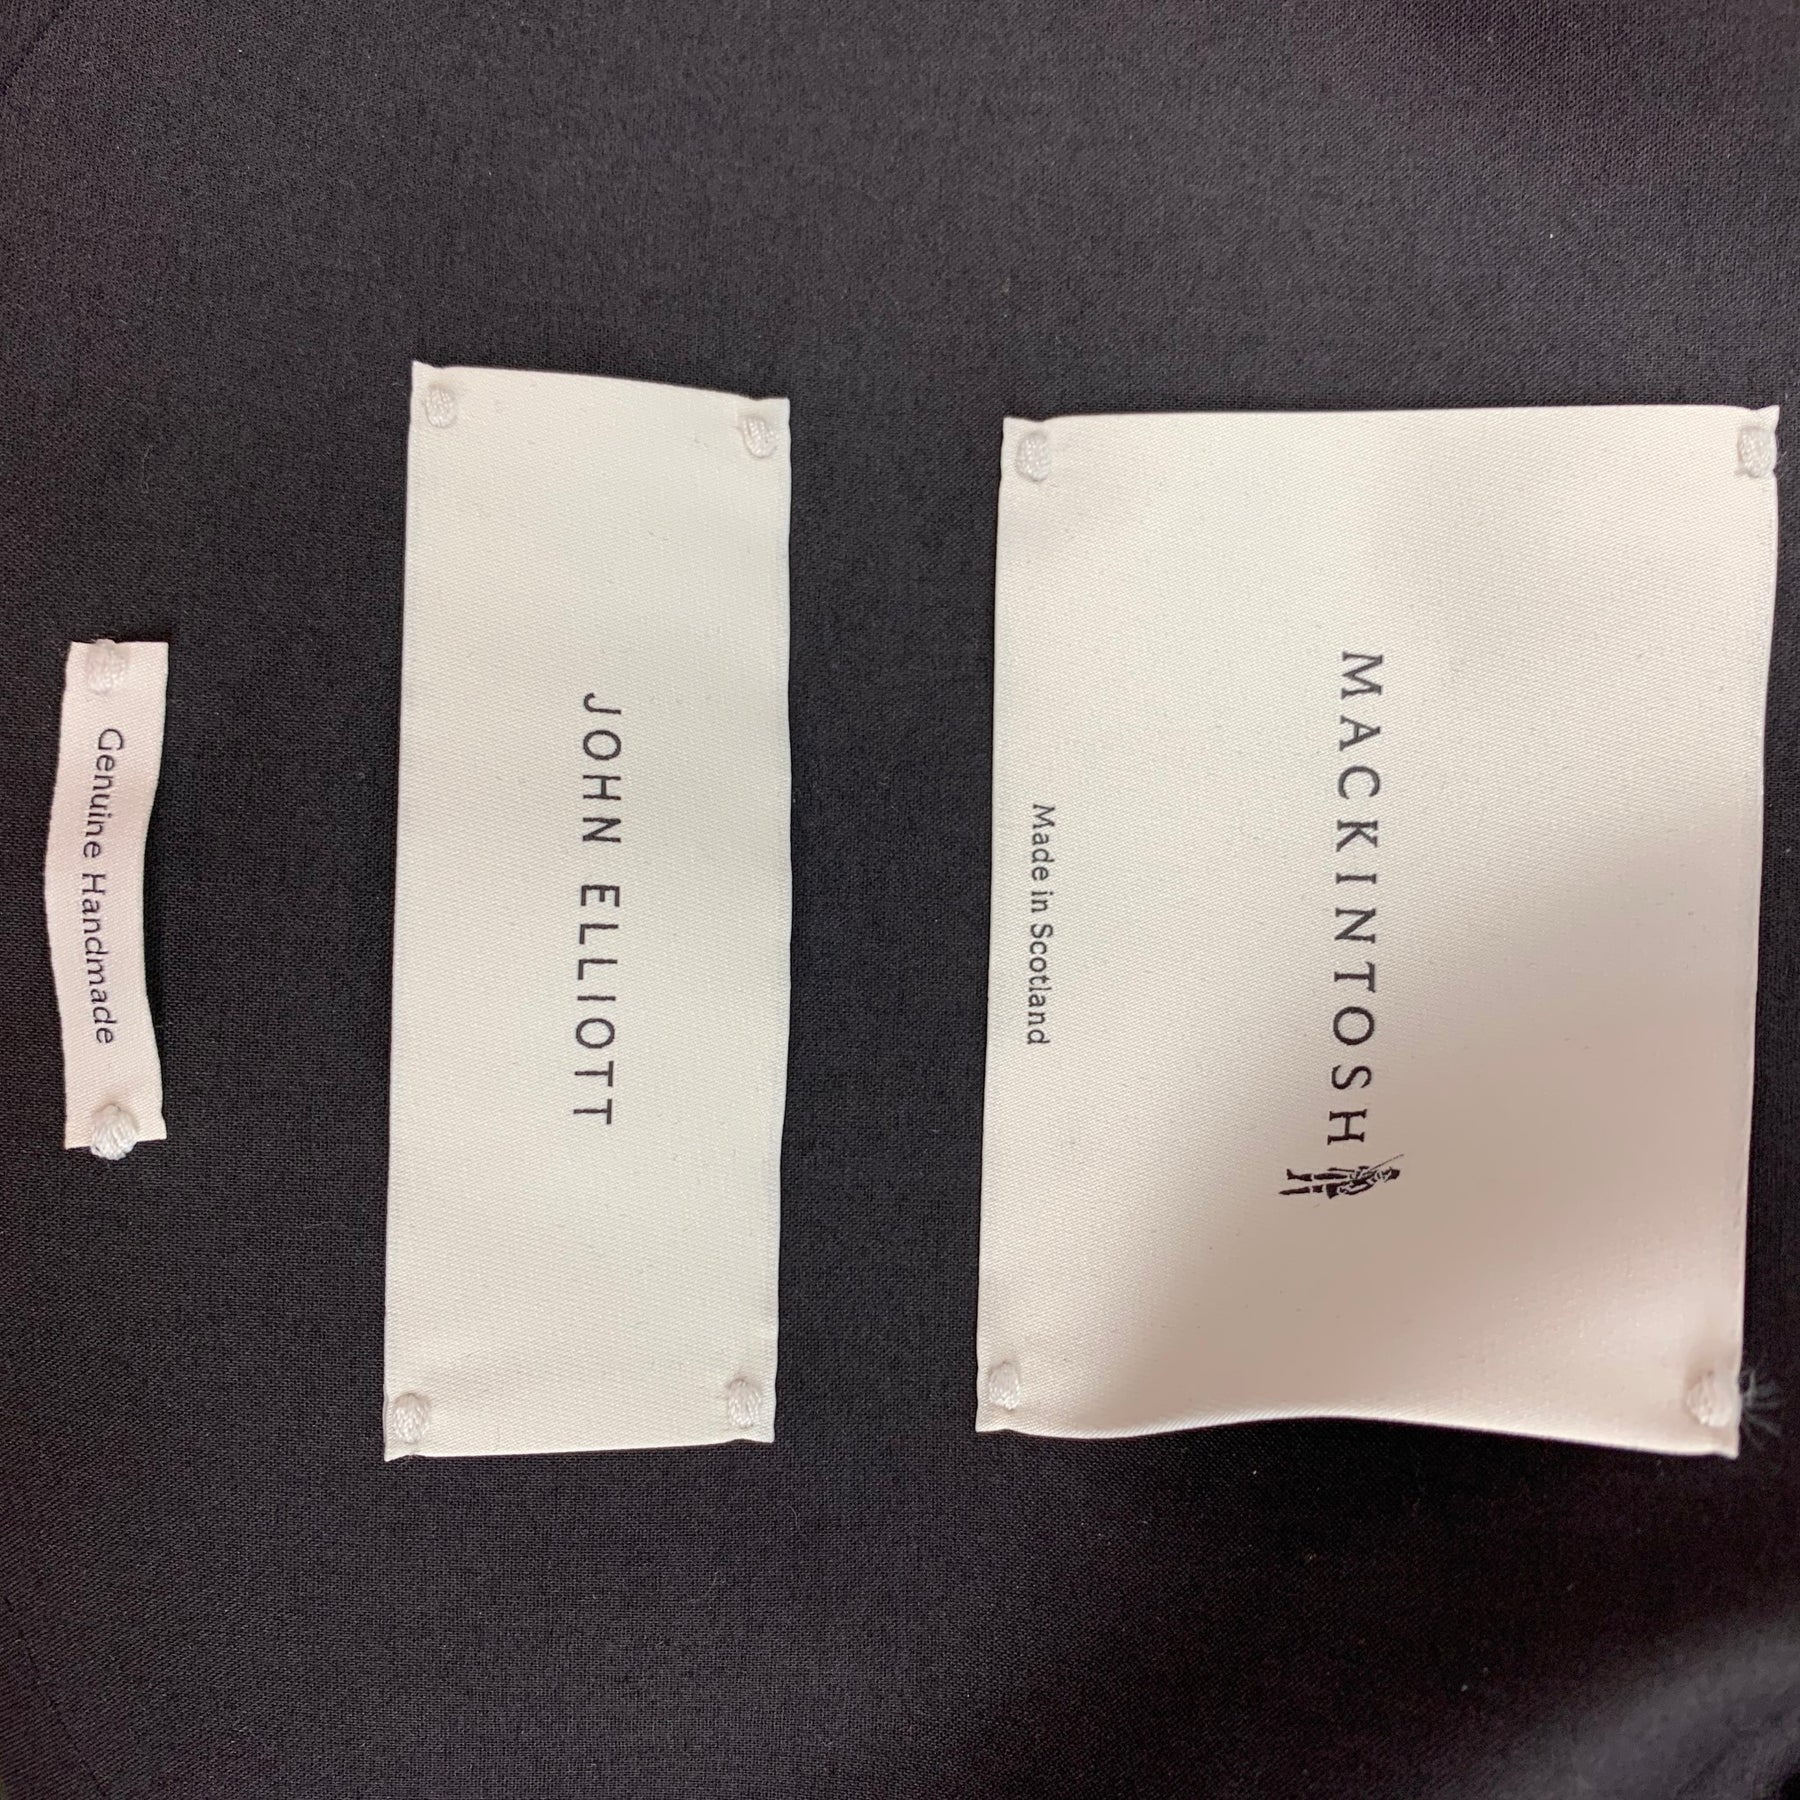 MACKINTOSH
Made in Scotland
JOHN ELLIOTT
Genuine Handmade